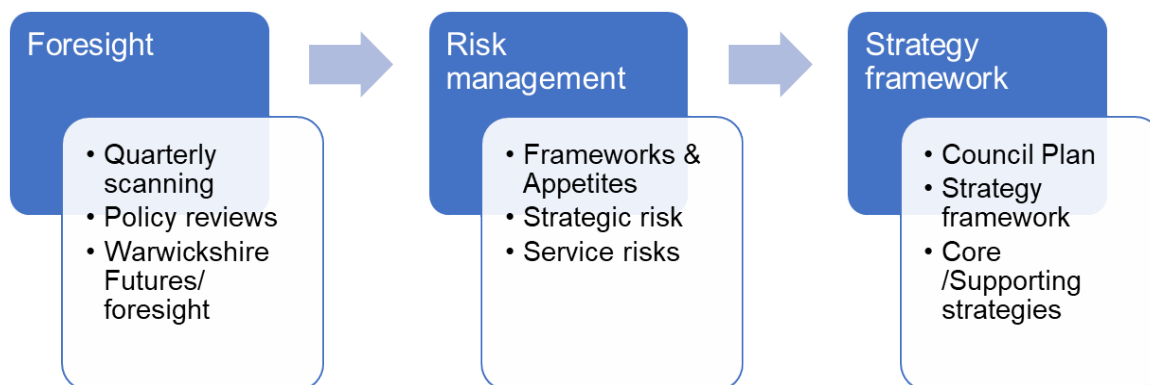 Foresight
• Quarterly
scanning
• Policy reviews
• Warwickshire
Futures/
foresight
Risk
management
• Frameworks &
Appetites
• Strategic risk
• Service risks
Strategy
framework
• Council Plan
• Strategy
framework
• Core
/Supporting
strategies